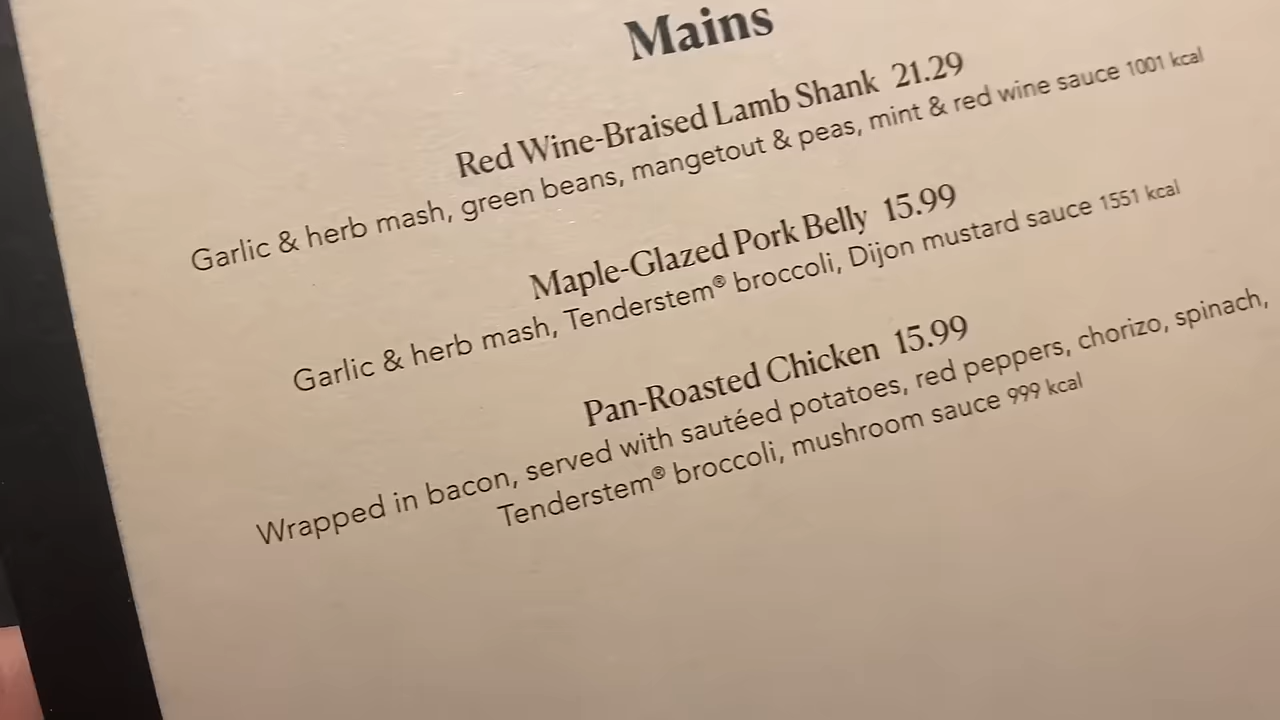 Mains
Red Wine-Braised Lamb Shank 21.29
Garlic & herb mash, green beans, mangetout & peas, mint & red wine sauce 1001 kcal
Maple-Glazed Pork Belly 15.99
Garlic & herb mash, Tenderstem® broccoli, Dijon mustard sauce 1551 kcal
Pan-Roasted Chicken 15.99
Wrapped in bacon, served with sautéed potatoes, red peppers, chorizo, spinach,
Tenderstem® broccoli, mushroom sauce 999 kcal